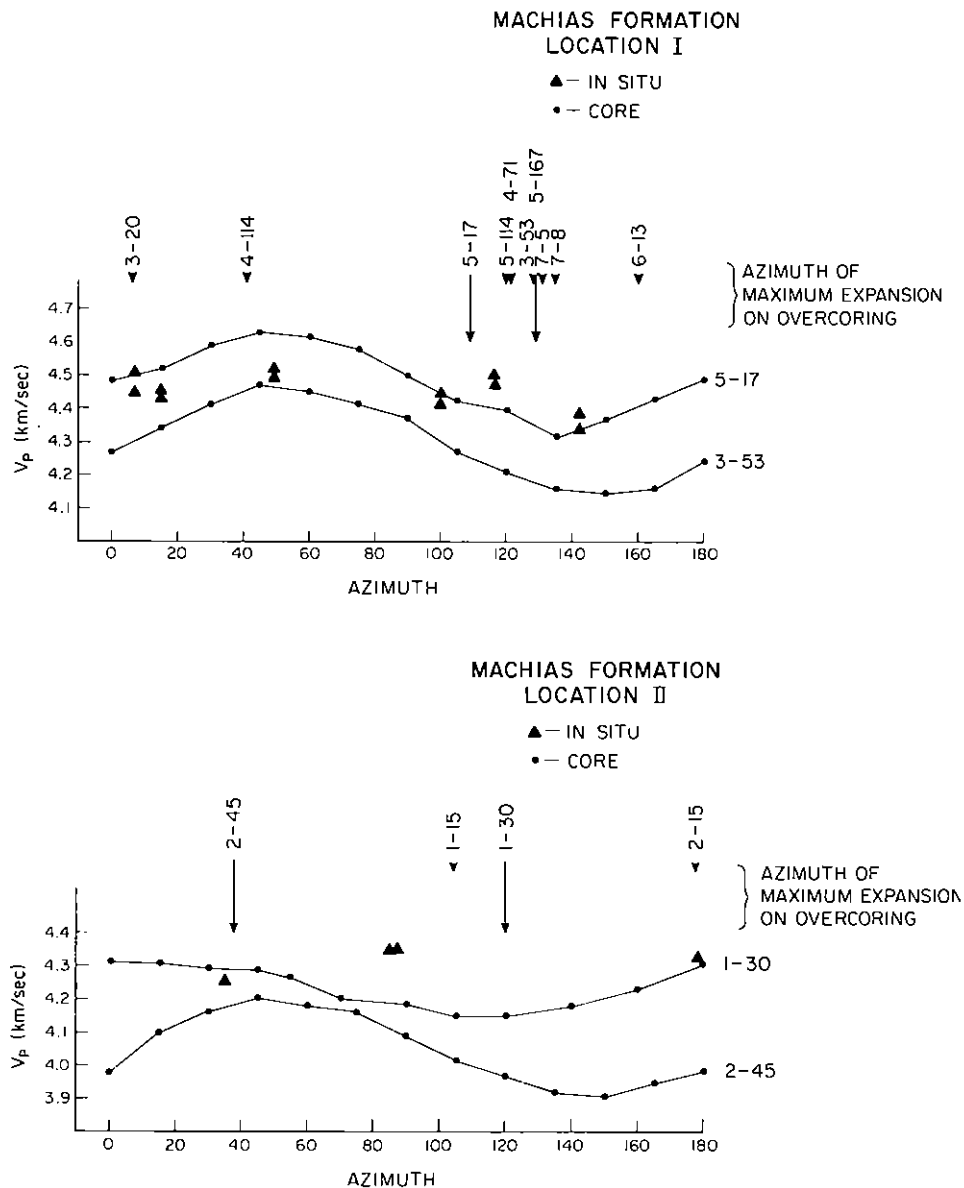 MACHIAS FORMATION
LOCATION I
▲ – IN SITU
• – CORE
3-20
4-114
5-17
5-114
4-71
3-53
5-167
7-5
7-8
6-13
AZIMUTH OF
MAXIMUM EXPANSION
ON OVERCORING
4.7
4.6
4.5
4.4
4.3
4.2
4.1
Vp (km/sec)
5-17
3-53
0 20 40 60 80 100 120 140 160 180
AZIMUTH
MACHIAS FORMATION
LOCATION II
▲ – IN SITU
• – CORE
2-45
1-15
1-30
2-15
AZIMUTH OF
MAXIMUM EXPANSION
ON OVERCORING
4.4
4.3
4.2
4.1
4.0
3.9
Vp (km/sec)
1-30
2-45
0 20 40 60 80 100 120 140 160 180
AZIMUTH